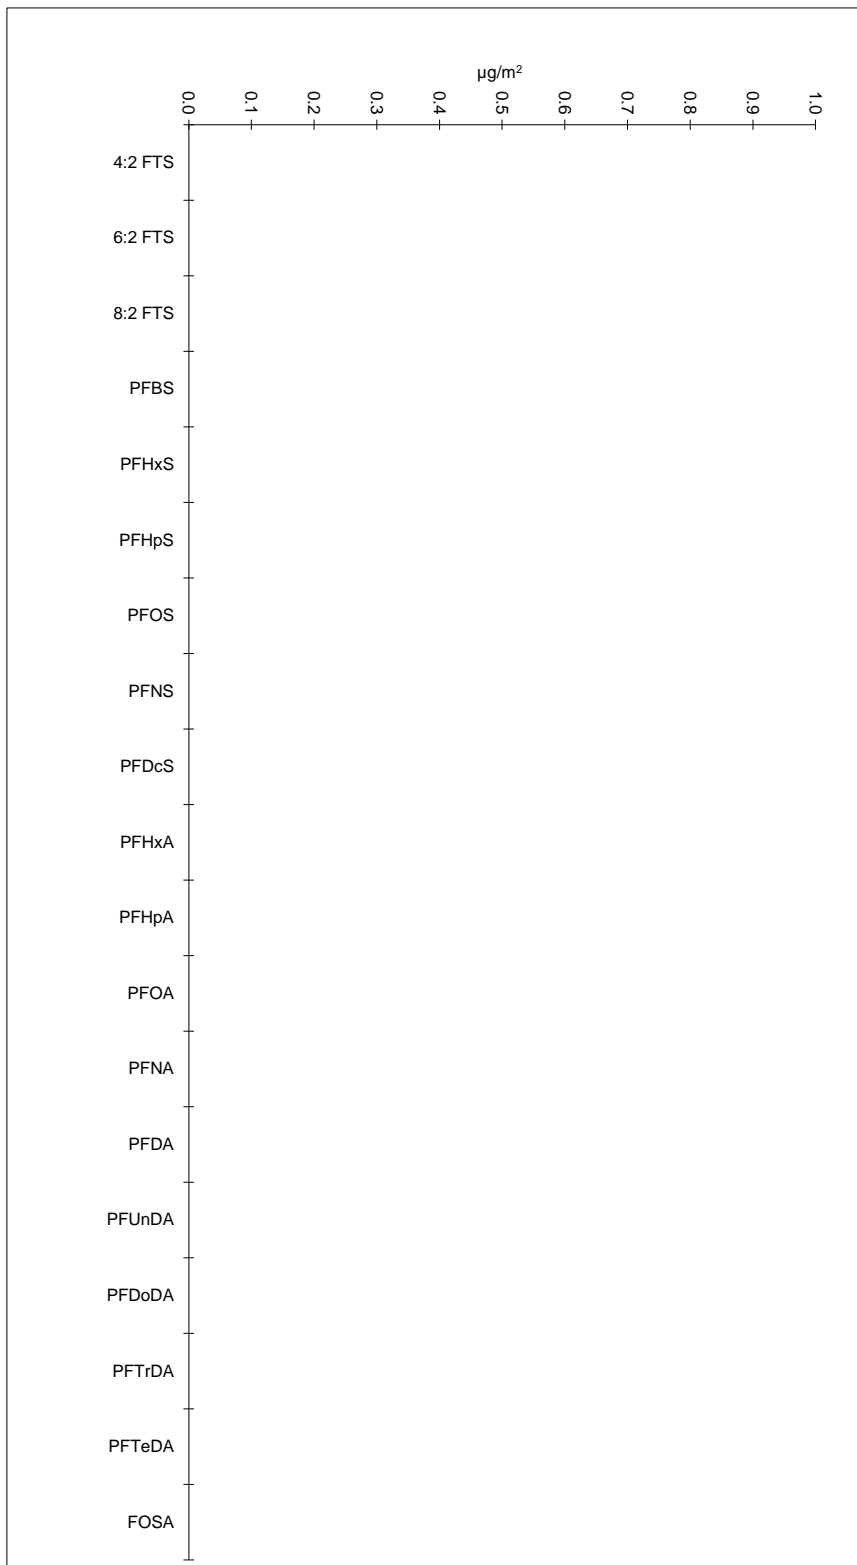 µg/m²
0.0 0.1 0.2 0.3 0.4 0.5 0.6 0.7 0.8 0.9 1.0
4:2 FTS
6:2 FTS
8:2 FTS
PFBS
PFHxS
PFHpS
PFOS
PFNS
PFDcS
PFHxA
PFHpA
PFOA
PFNA
PFDA
PFUnDA
PFDoDA
PFTrDA
PFTeDA
FOSA